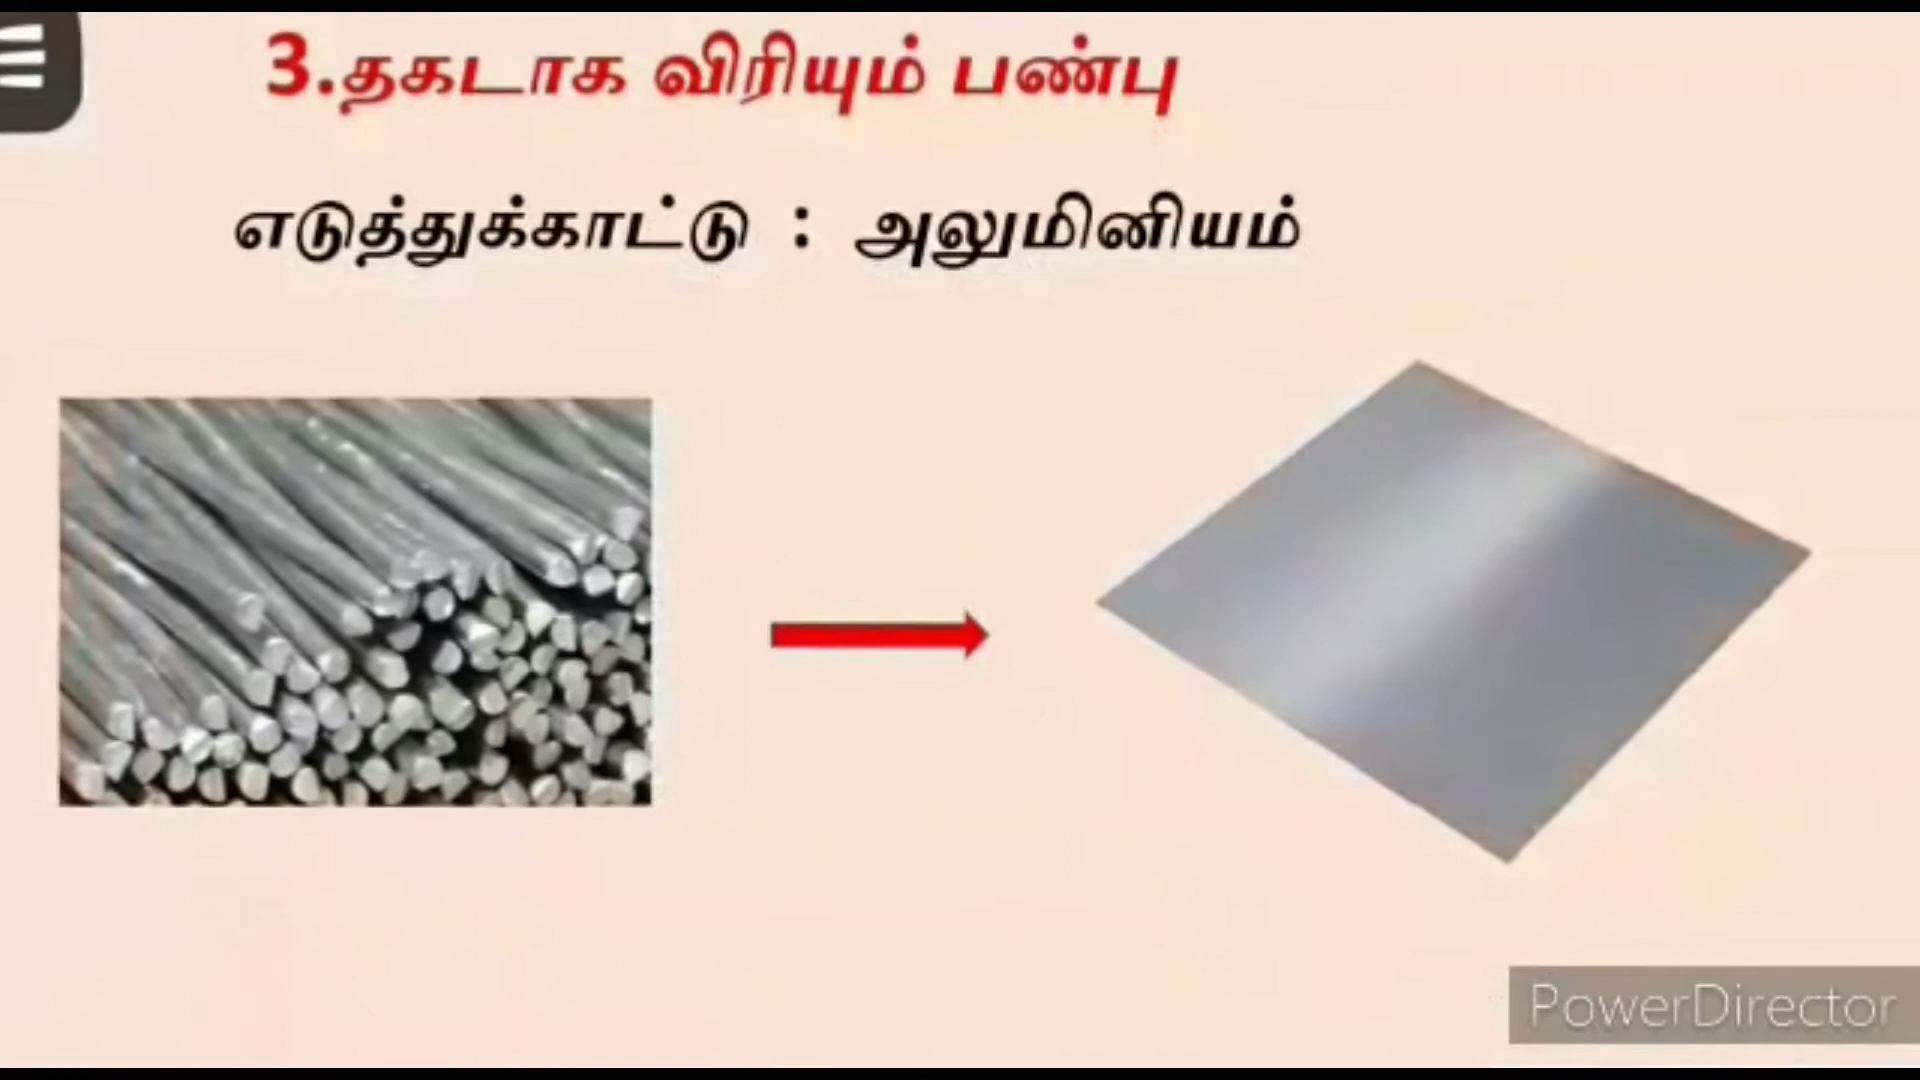 3.தகடாக விரியும் பண்பு
எடுத்துக்காட்டு : அலுமினியம்
PowerDirector